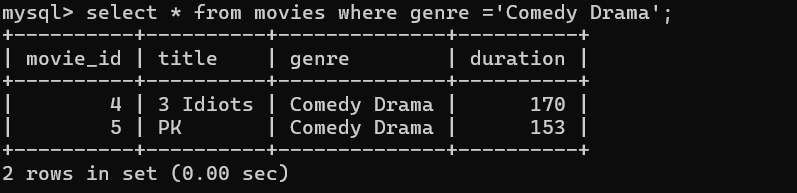 mysql> select * from movies where genre ='Comedy Drama';
+----------+----------+--------------+----------+
| movie_id | title    | genre        | duration |
+----------+----------+--------------+----------+
|        4 | 3 Idiots | Comedy Drama |      170 |
|        5 | PK       | Comedy Drama |      153 |
+----------+----------+--------------+----------+
2 rows in set (0.00 sec)